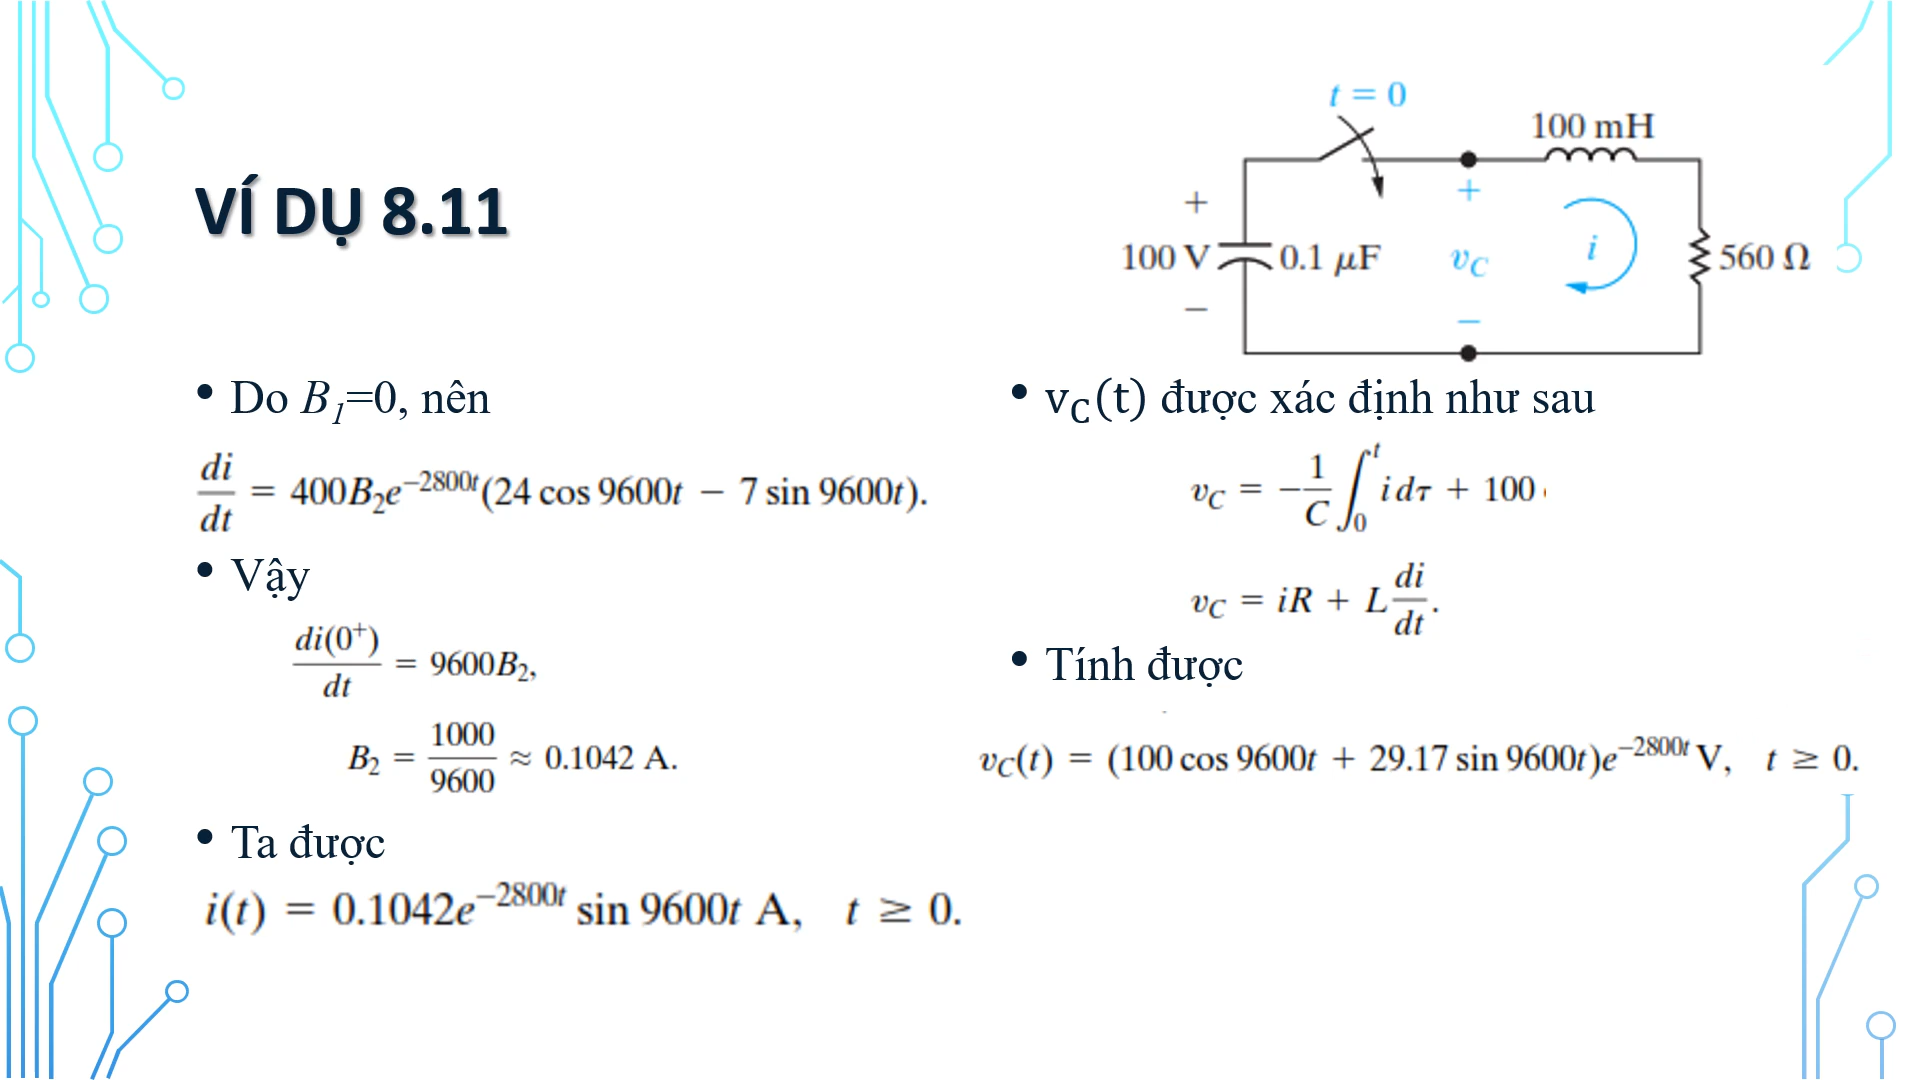 VÍ DỤ 8.11
t = 0
100 mH
+
+
100 V
0.1 μF
v_C
i
560 Ω
−
−
• Do B_1=0, nên
di/dt = 400B_2e^{−2800t}(24 cos 9600t − 7 sin 9600t).
• Vậy
di(0^+)/dt = 9600B_2,
B_2 = 1000/9600 ≈ 0.1042 A.
• Ta được
i(t) = 0.1042e^{−2800t} sin 9600t A, t ≥ 0.
• v_C(t) được xác định như sau
v_C = −1/C ∫_0^t i dτ + 100
v_C = iR + L di/dt.
• Tính được
v_C(t) = (100 cos 9600t + 29.17 sin 9600t)e^{−2800t} V, t ≥ 0.